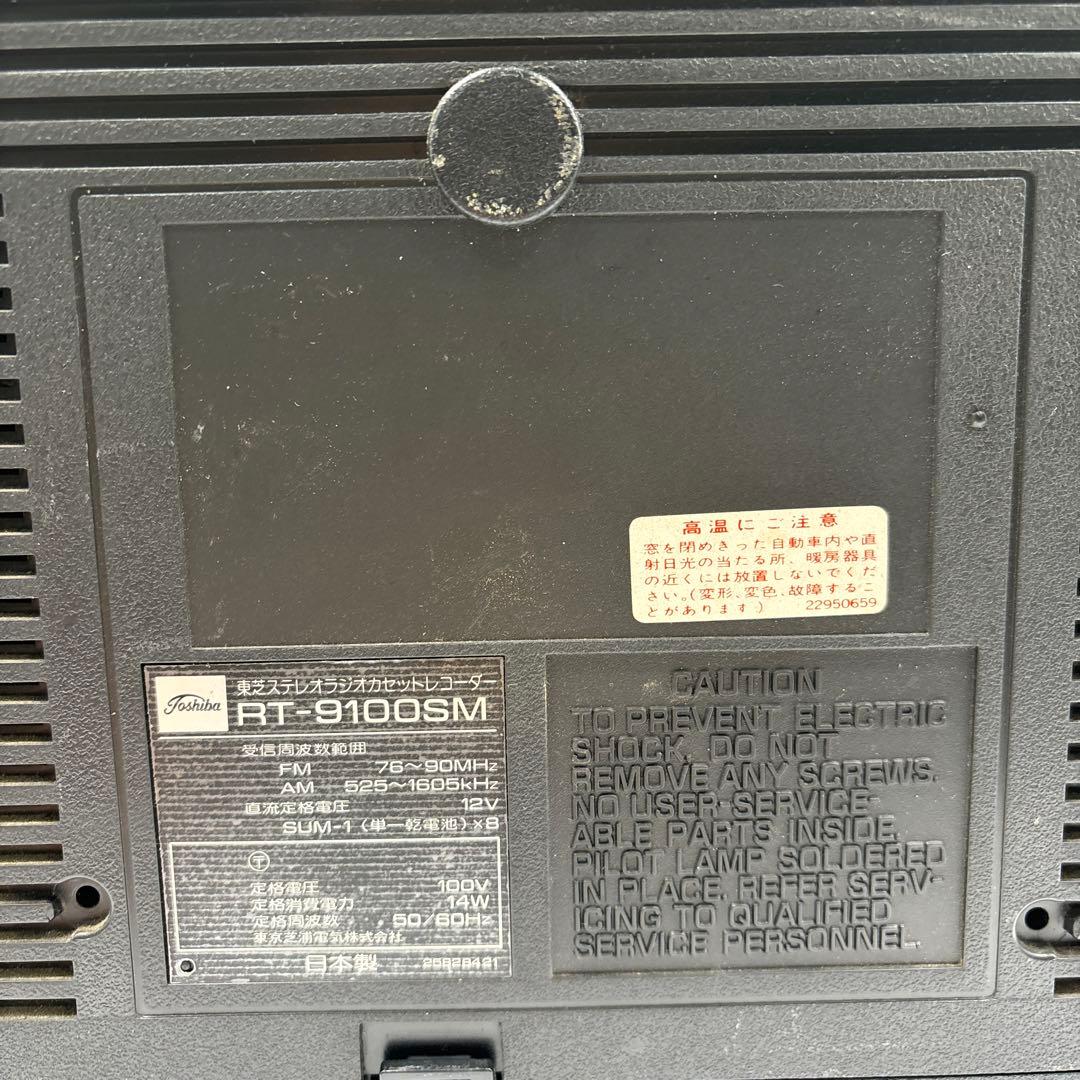 高温にご注意
窓を閉めきった自動車内や直
射日光の当たる所、暖房器具
の近くには放置しないでくだ
さい。(変形、変色、故障するこ
とがあります) 22950659
Toshiba
東芝ステレオラジオカセットレコーダー
RT-9100SM
受信周波数範囲
FM 76～90MHz
AM 525～1605kHz
直流定格電圧 12V
SUM-1 (単一乾電池)×8
〒
定格電圧 100V
定格消費電力 14W
定格周波数 50/60Hz
東京芝浦電気株式会社
日本製 25828421
CAUTION
TO PREVENT ELECTRIC
SHOCK, DO NOT
REMOVE ANY SCREWS.
NO USER-SERVICE-
ABLE PARTS INSIDE.
PILOT LAMP SOLDERED
IN PLACE. REFER SERV-
ICING TO QUALIFIED
SERVICE PERSONNEL.